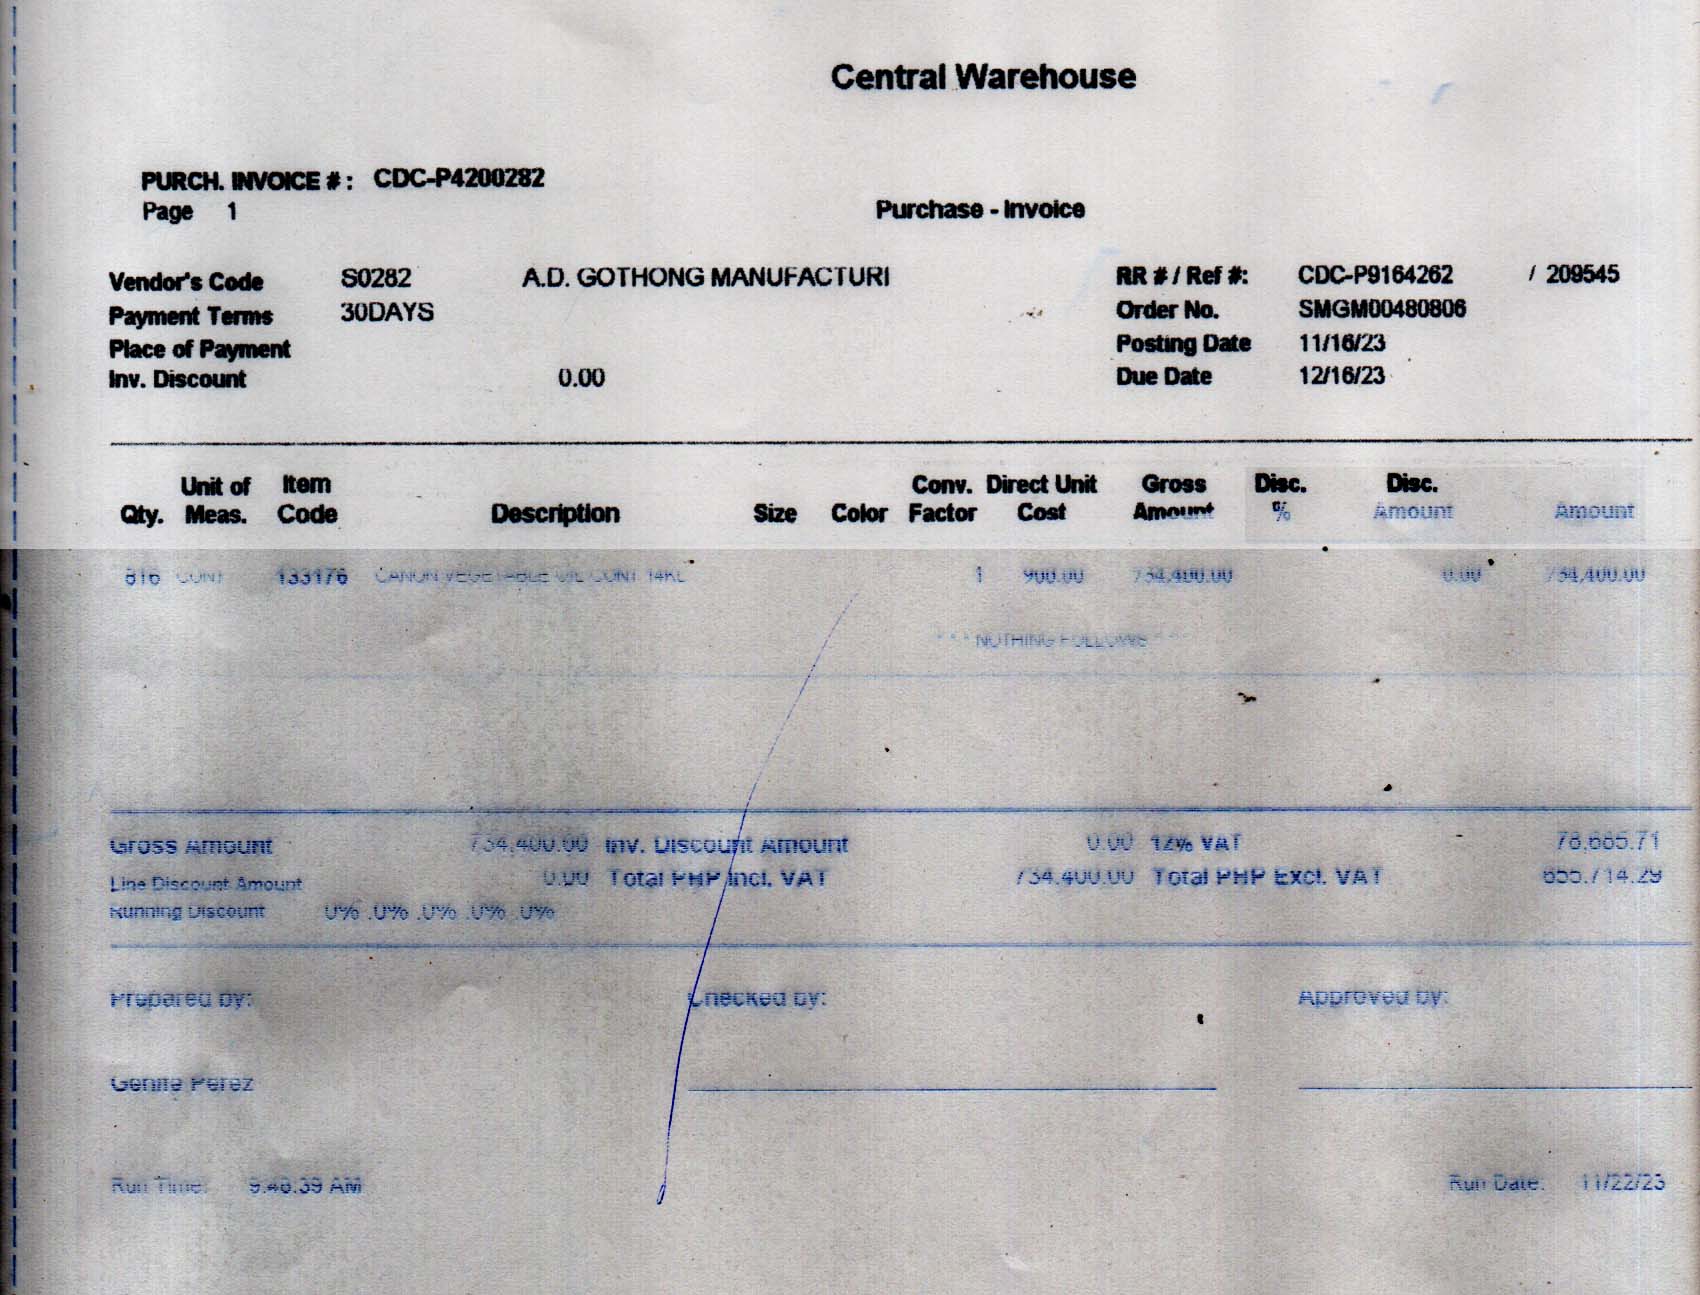 Central Warehouse
PURCH. INVOICE #: CDC-P4200282
Page 1
Purchase - Invoice
Vendor's Code S0282 A.D. GOTHONG MANUFACTURI RR # / Ref #: CDC-P9164262 / 209545
Payment Terms 30DAYS Order No. SMGM00480806
Place of Payment Posting Date 11/16/23
Inv. Discount 0.00 Due Date 12/16/23
Unit of Item Conv. Direct Unit Gross Disc. Disc.
Qty. Meas. Code Description Size Color Factor Cost Amount % Amount Amount
816 CONT 133176 CANON VEGETABLE OIL CONT 1 900.00 734,400.00 0.00 734,400.00
* * * NOTHING FOLLOWS * * *
Gross Amount 734,400.00 Inv. Discount Amount 0.00 12% VAT 78,685.71
Line Discount Amount 0.00 Total PHP Incl. VAT 734,400.00 Total PHP Excl. VAT 655,714.29
Running Discount 0% .0% .0% .0% .0%
Prepared by: Checked by: Approved by:
Perez
Run Time: AM Run Date: 11/22/23